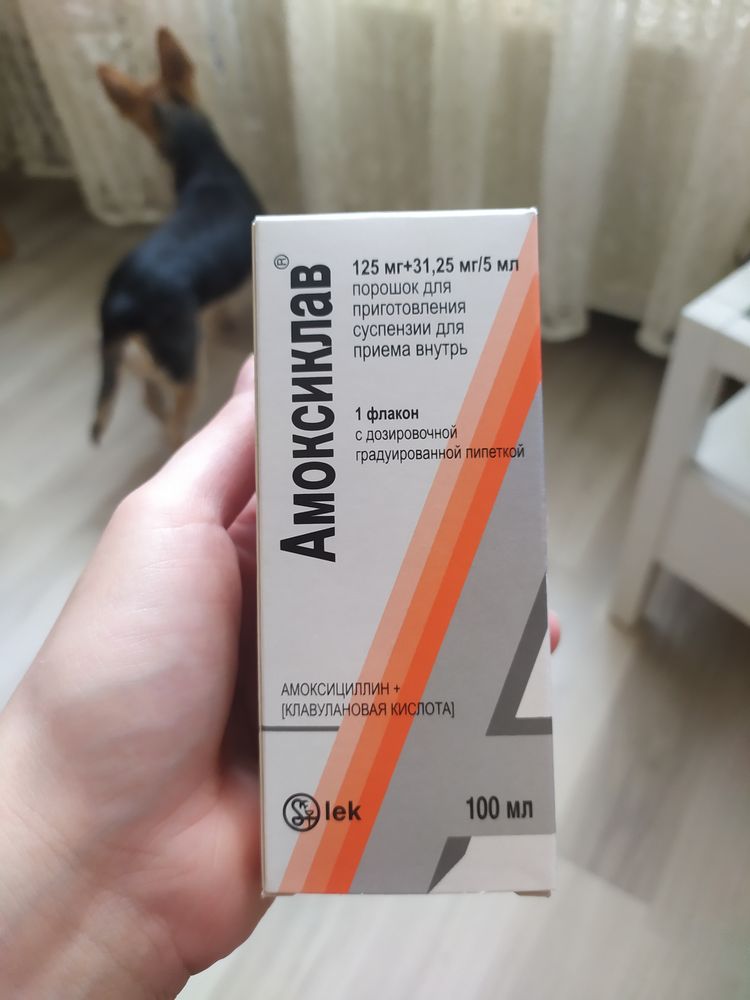 Амоксиклав®
125 мг+31,25 мг/5 мл
порошок для
приготовления
суспензии для
приема внутрь
1 флакон
с дозировочной
градуированной пипеткой
АМОКСИЦИЛЛИН +
[КЛАВУЛАНОВАЯ КИСЛОТА]
lek
100 мл